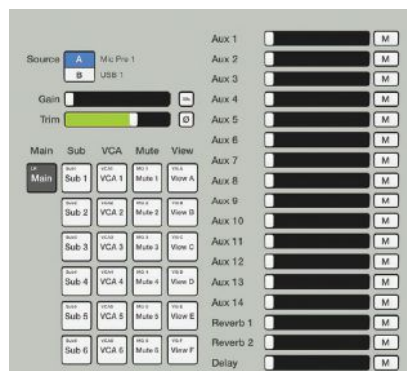 Aux 1 M
Source A Mic Pre 1 Aux 2 M
B USB 1 Aux 3 M
Gain Aux 4 M
Trim Ø Aux 5 M
Aux 6 M
Main Sub VCA Mute View Aux 7 M
Main Sub 1 VCA 1 Mute 1 View A Aux 8 M
Aux 9 M
Sub 2 VCA 2 Mute 2 View B Aux 10 M
Sub 3 VCA 3 Mute 3 View C Aux 11 M
Aux 12 M
Sub 4 VCA 4 Mute 4 View D Aux 13 M
Aux 14 M
Sub 5 VCA 5 Mute 5 View E Reverb 1 M
Sub 6 VCA 6 Mute 6 View F Reverb 2 M
Delay M